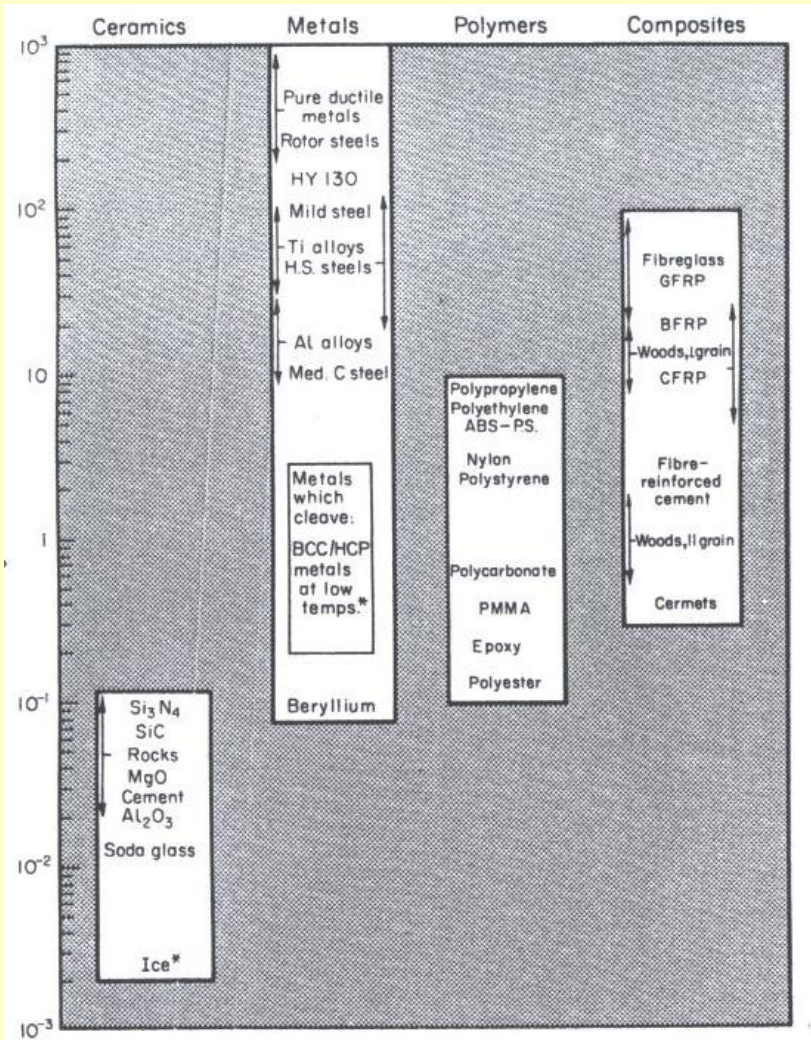 Ceramics Metals Polymers Composites
10³
10²
10
1
10⁻¹
10⁻²
10⁻³
Si₃N₄
SiC
Rocks
MgO
Cement
Al₂O₃
Soda glass
Ice*
Pure ductile
metals
Rotor steels
HY 130
Mild steel
Ti alloys
H.S. steels
Al alloys
Med. C steel
Metals
which
cleave:
BCC/HCP
metals
at low
temps.*
Beryllium
Polypropylene
Polyethylene
ABS-P.S.
Nylon
Polystyrene
Polycarbonate
PMMA
Epoxy
Polyester
Fibreglass
GFRP
BFRP
Woods, ⊥ grain
CFRP
Fibre-
reinforced
cement
Woods, II grain
Cermets